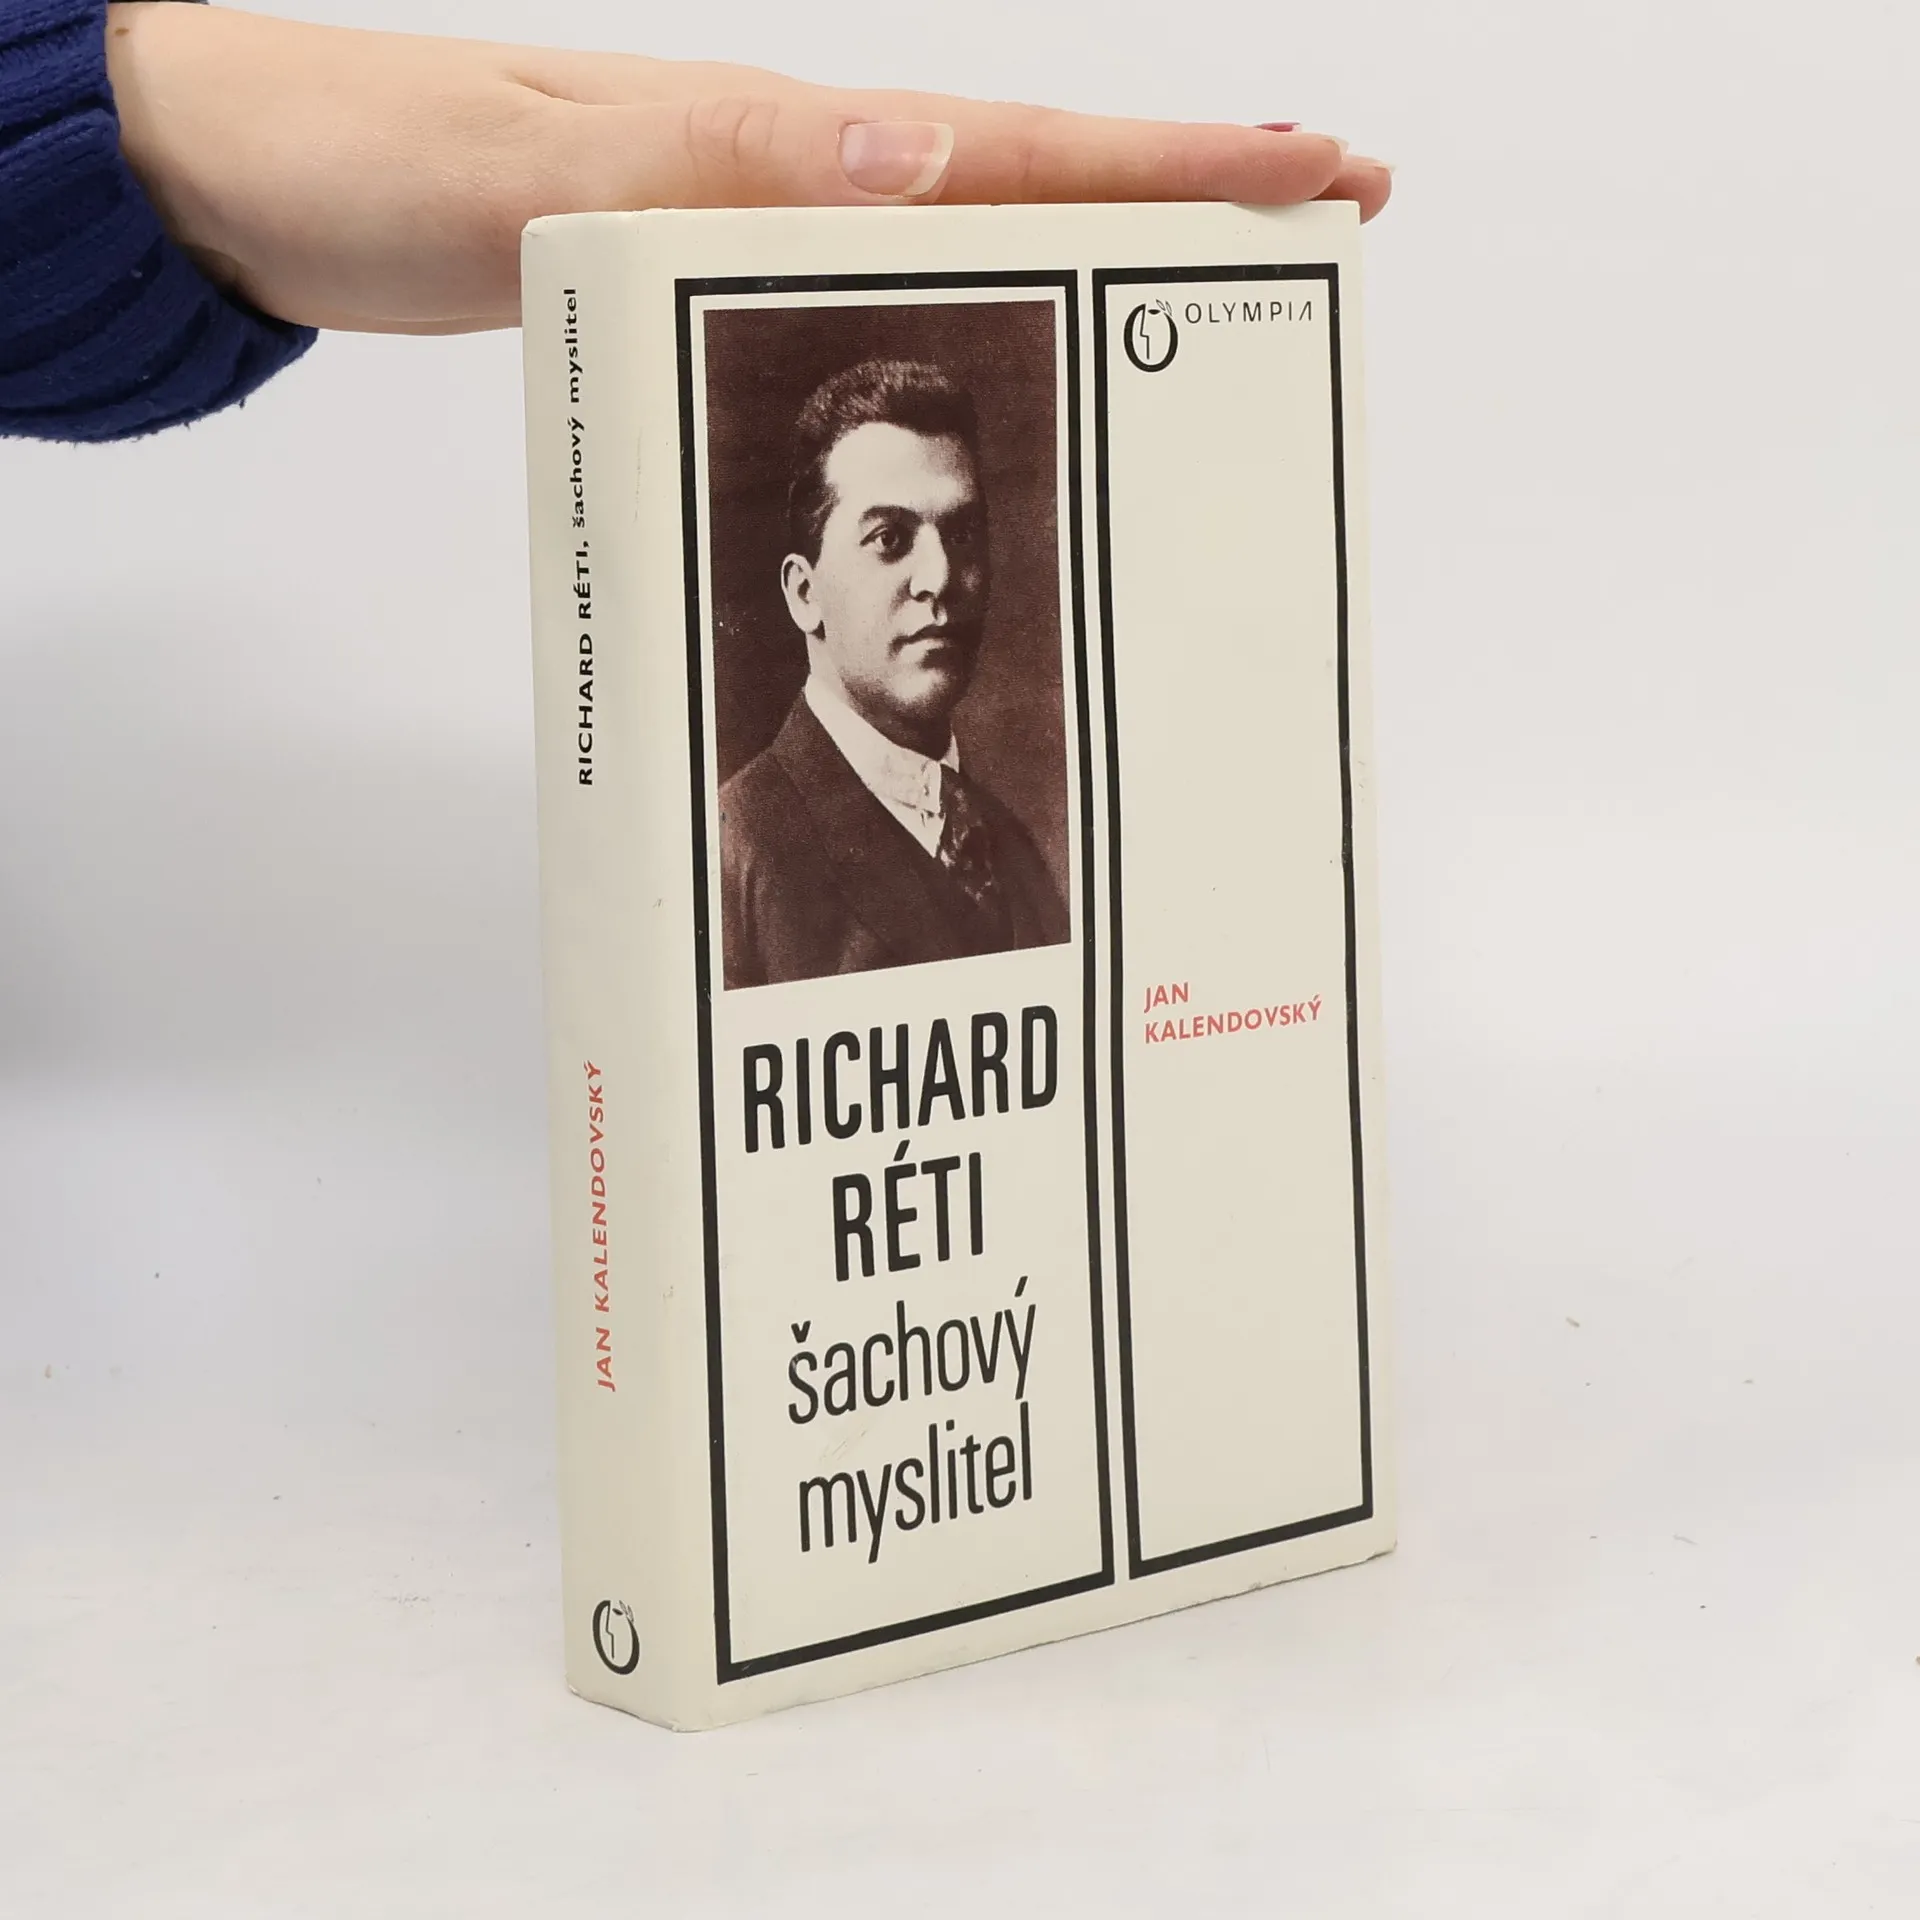 RICHARD RÉTI, šachový myslitel
JAN KALENDOVSKÝ
OLYMPIA
JAN
KALENDOVSKÝ
RICHARD
RÉTI
šachový
myslitel